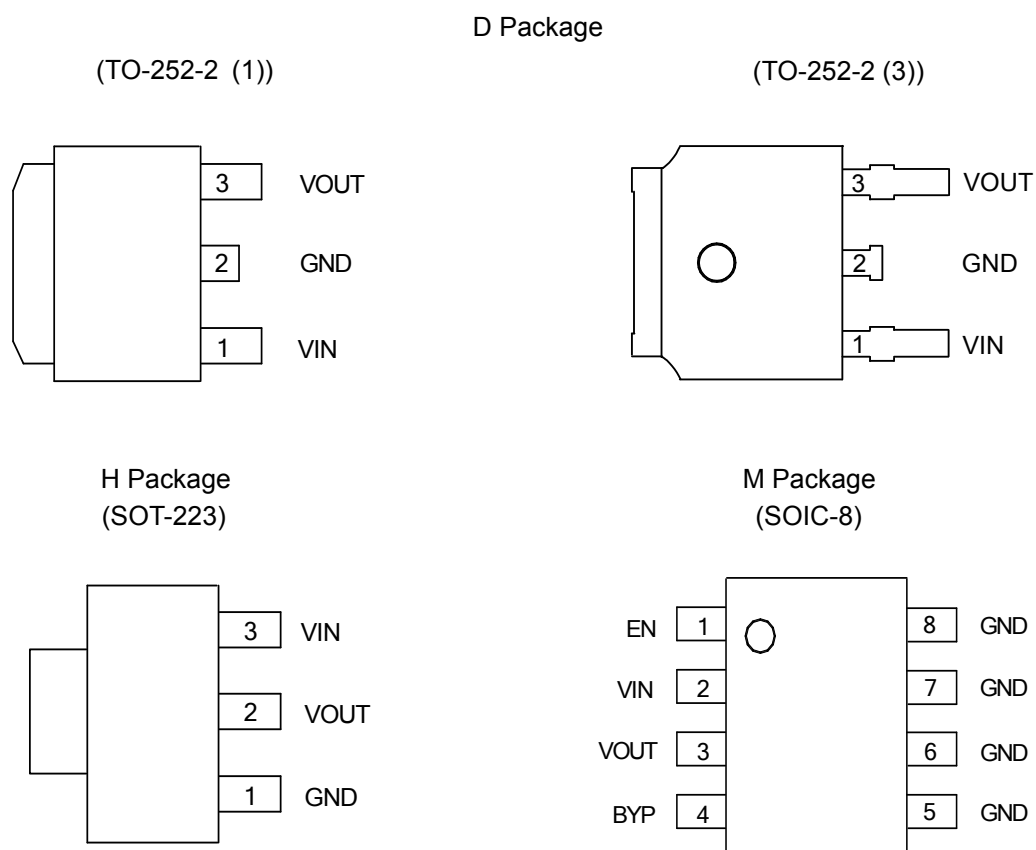 D Package
(TO-252-2 (1))
(TO-252-2 (3))
3 VOUT
2 GND
1 VIN
3 VOUT
2 GND
1 VIN
H Package
(SOT-223)
M Package
(SOIC-8)
3 VIN
2 VOUT
1 GND
EN 1 8 GND
VIN 2 7 GND
VOUT 3 6 GND
BYP 4 5 GND